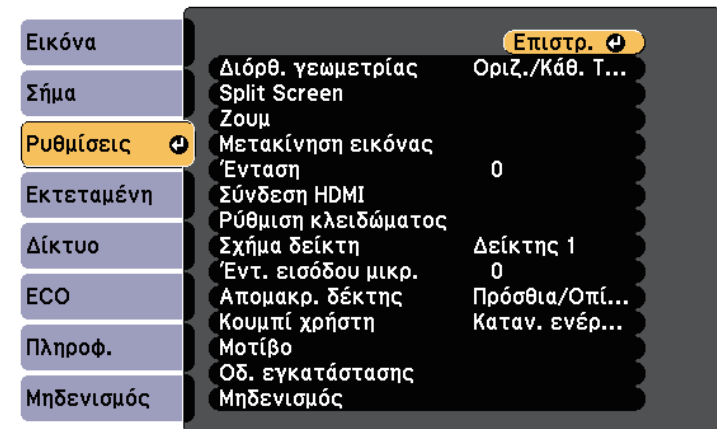 Εικόνα
Σήμα
Ρυθμίσεις
Εκτεταμένη
Δίκτυο
ECO
Πληροφ.
Μηδενισμός
Επιστρ.
Διόρθ. γεωμετρίας Οριζ./Κάθ. Τ...
Split Screen
Ζουμ
Μετακίνηση εικόνας
Ένταση 0
Σύνδεση HDMI
Ρύθμιση κλειδώματος
Σχήμα δείκτη Δείκτης 1
Έντ. εισόδου μικρ. 0
Απομακρ. δέκτης Πρόσθια/Οπί...
Κουμπί χρήστη Καταν. ενέρ...
Μοτίβο
Οδ. εγκατάστασης
Μηδενισμός